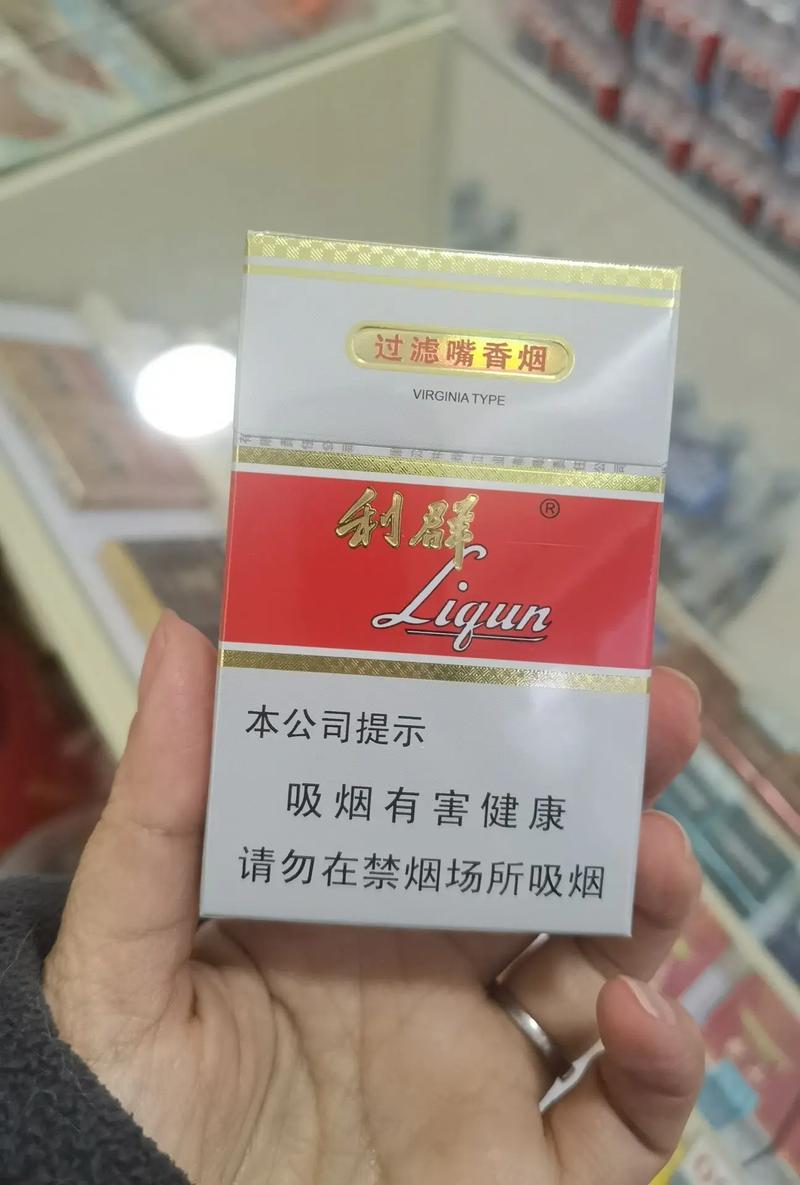 过滤嘴香烟
VIRGINIA TYPE
利群 ®
Liqun
本公司提示
吸烟有害健康
请勿在禁烟场所吸烟